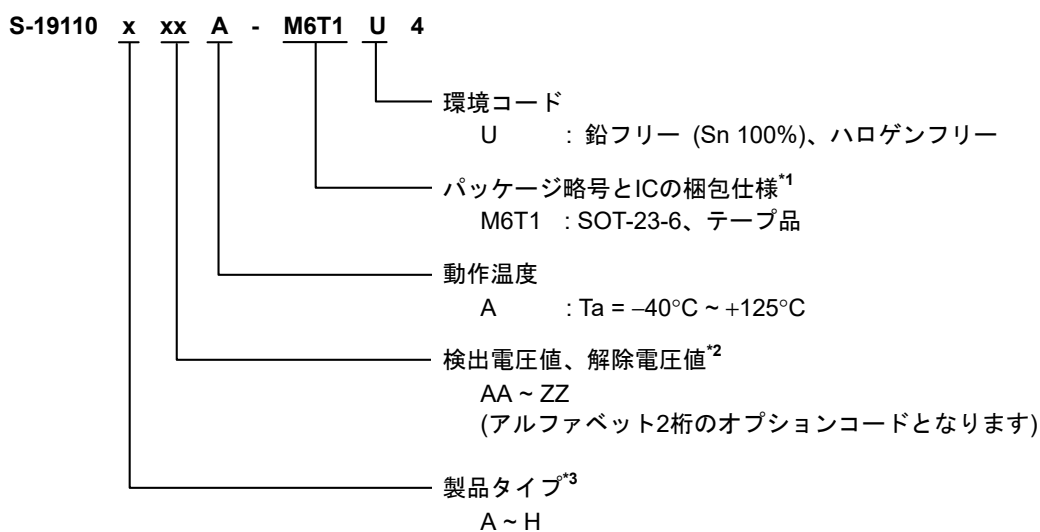 S-19110 x xx A - M6T1 U 4
環境コード
U : 鉛フリー (Sn 100%)、ハロゲンフリー
パッケージ略号とICの梱包仕様*1
M6T1 : SOT-23-6、テープ品
動作温度
A : Ta = −40°C ~ +125°C
検出電圧値、解除電圧値*2
AA ~ ZZ
(アルファベット2桁のオプションコードとなります)
製品タイプ*3
A ~ H